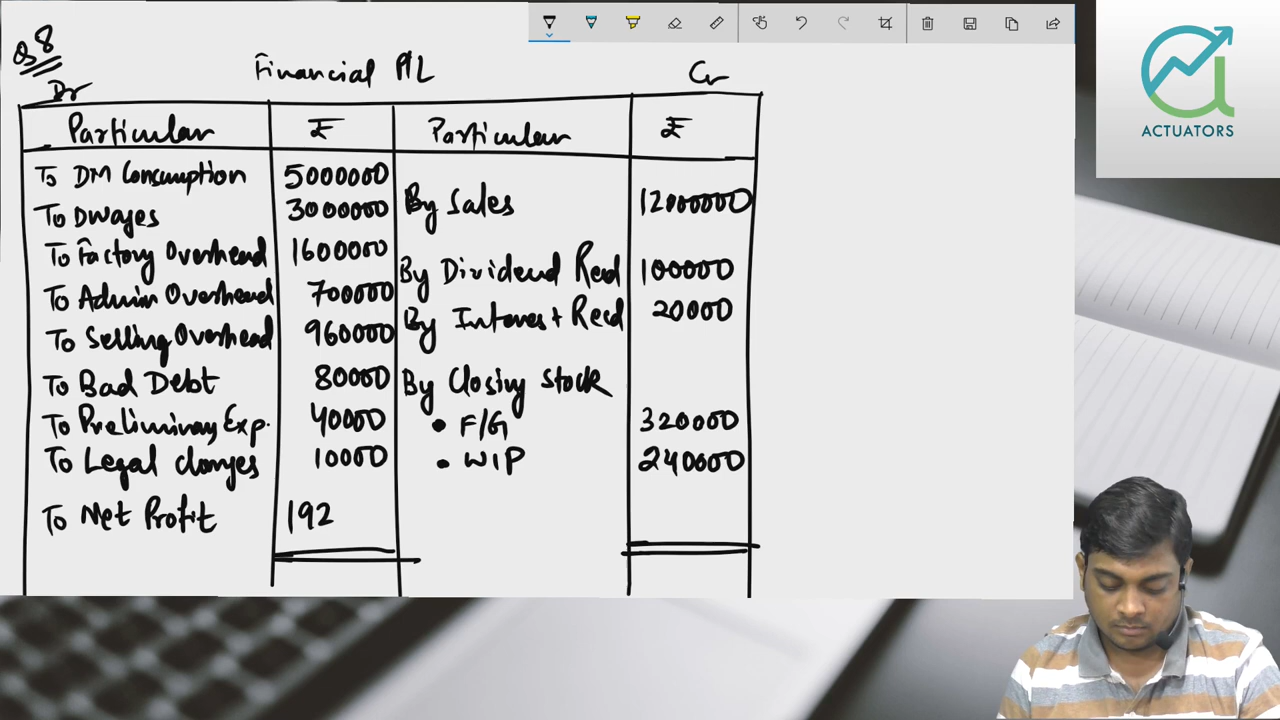 Q8
Financial P/L
Dr
Cr
Particular ₹ Particular ₹
To DM Consumption 5000000
By Sales 12000000
To DWages 3000000
To Factory Overhead 1600000
By Dividend Recd 100000
To Admin Overhead 700000
By Interest Recd 20000
To Selling Overhead 960000
To Bad Debt 80000
By Closing Stock
To Preliminary Exp. 40000
• F/G 320000
To Legal charges 10000
• WIP 240000
To Net Profit 192
ACTUATORS